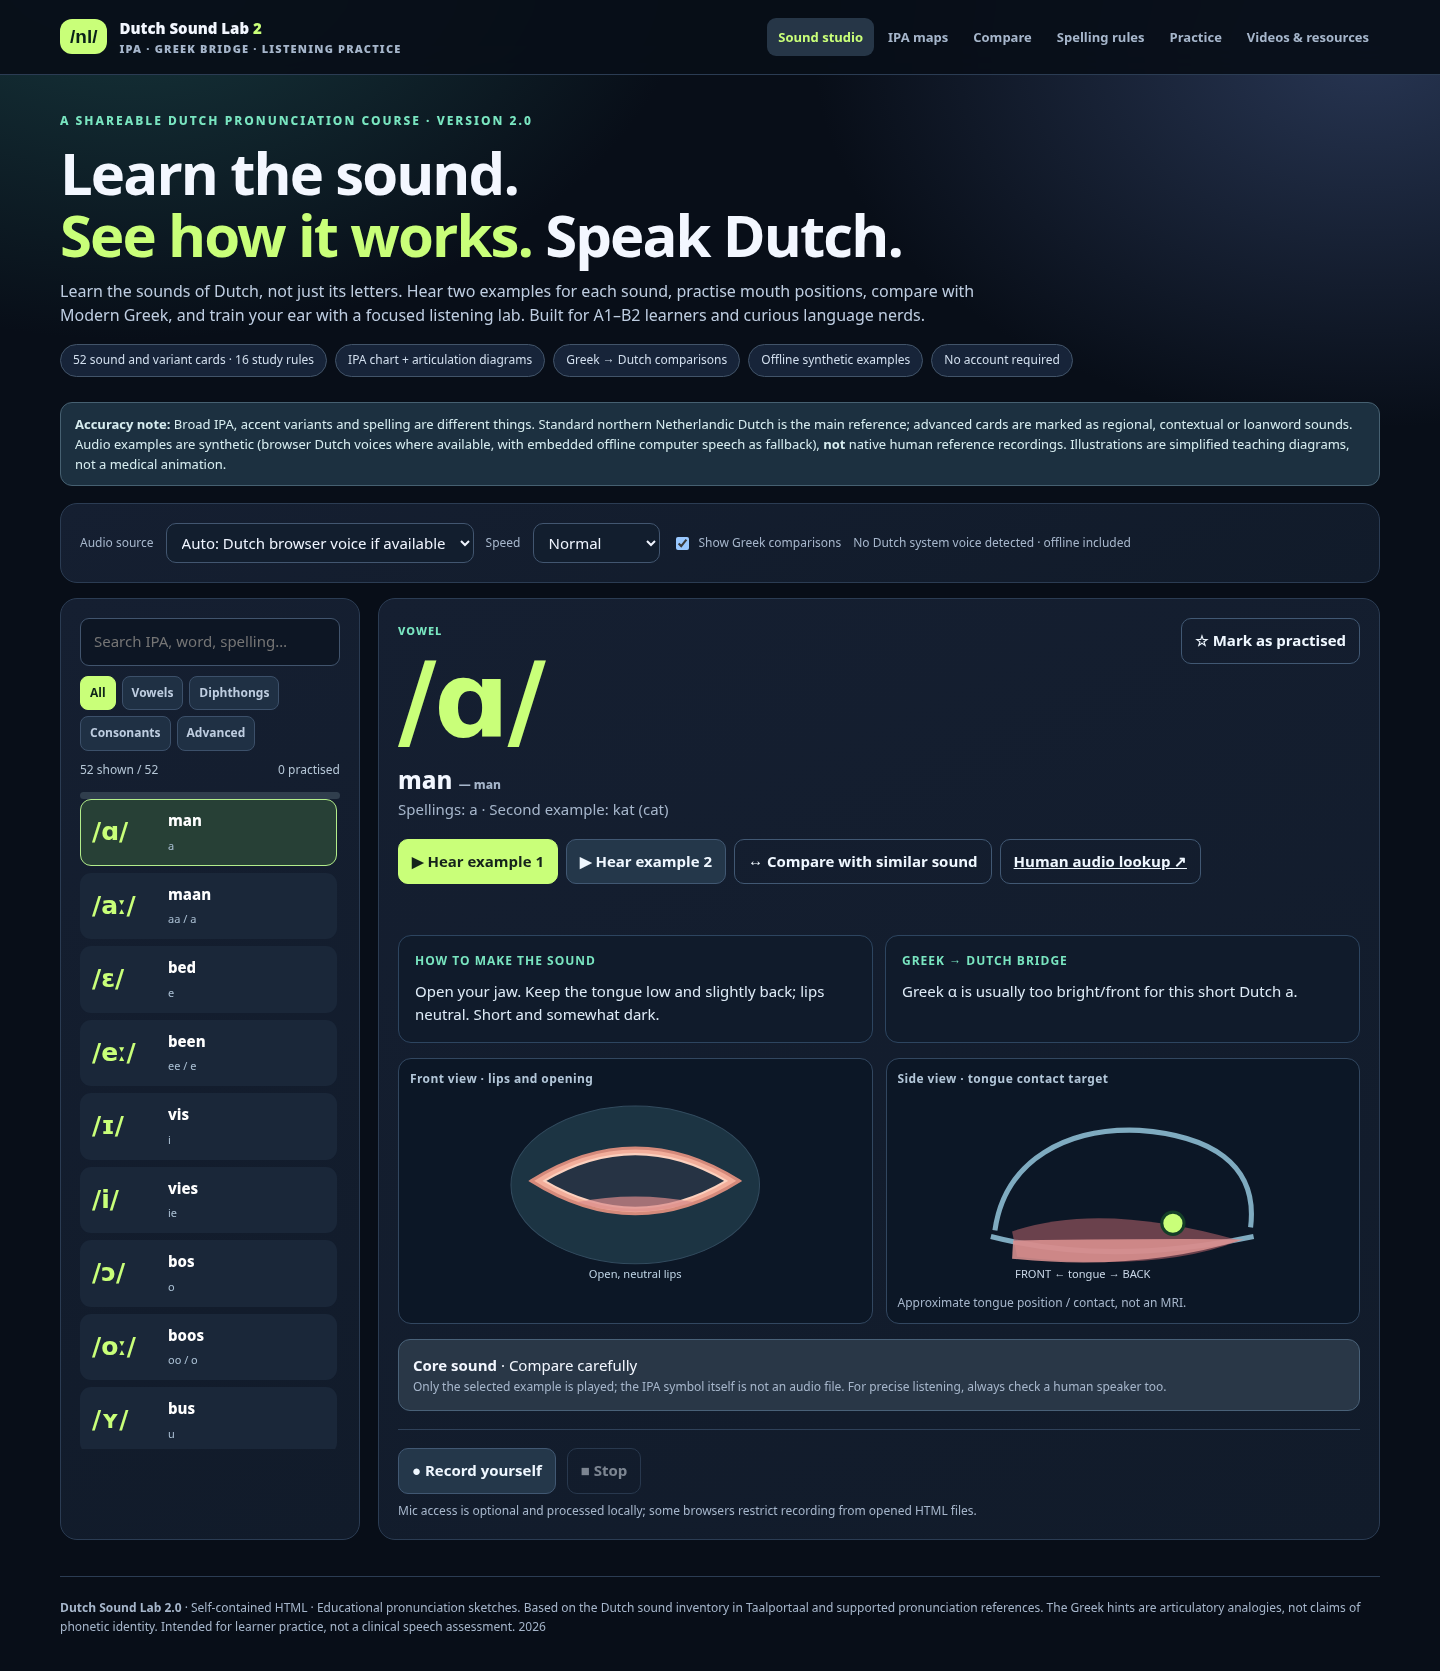 /nl/
Dutch Sound Lab 2
IPA · GREEK BRIDGE · LISTENING PRACTICE
Sound studio
IPA maps
Compare
Spelling rules
Practice
Videos & resources
A SHAREABLE DUTCH PRONUNCIATION COURSE · VERSION 2.0
Learn the sound.
See how it works. Speak Dutch.
Learn the sounds of Dutch, not just its letters. Hear two examples for each sound, practise mouth positions, compare with
Modern Greek, and train your ear with a focused listening lab. Built for A1–B2 learners and curious language nerds.
52 sound and variant cards · 16 study rules
IPA chart + articulation diagrams
Greek → Dutch comparisons
Offline synthetic examples
No account required
Accuracy note: Broad IPA, accent variants and spelling are different things. Standard northern Netherlandic Dutch is the main reference; advanced cards are marked as regional, contextual or loanword sounds.
Audio examples are synthetic (browser Dutch voices where available, with embedded offline computer speech as fallback), not native human reference recordings. Illustrations are simplified teaching diagrams,
not a medical animation.
Audio source
Auto: Dutch browser voice if available
Speed
Normal
Show Greek comparisons
No Dutch system voice detected · offline included
Search IPA, word, spelling...
All
Vowels
Diphthongs
Consonants
Advanced
52 shown / 52
0 practised
/ɑ/
man
a
/aː/
maan
aa / a
/ɛ/
bed
e
/eː/
been
ee / e
/ɪ/
vis
i
/i/
vies
ie
/ɔ/
bos
o
/oː/
boos
oo / o
/ʏ/
bus
u
VOWEL
☆ Mark as practised
/ɑ/
man — man
Spellings: a · Second example: kat (cat)
▶ Hear example 1
▶ Hear example 2
↔ Compare with similar sound
Human audio lookup ↗
HOW TO MAKE THE SOUND
Open your jaw. Keep the tongue low and slightly back; lips
neutral. Short and somewhat dark.
GREEK → DUTCH BRIDGE
Greek α is usually too bright/front for this short Dutch a.
Front view · lips and opening
Open, neutral lips
Side view · tongue contact target
FRONT ← tongue → BACK
Approximate tongue position / contact, not an MRI.
Core sound · Compare carefully
Only the selected example is played; the IPA symbol itself is not an audio file. For precise listening, always check a human speaker too.
● Record yourself
■ Stop
Mic access is optional and processed locally; some browsers restrict recording from opened HTML files.
Dutch Sound Lab 2.0 · Self-contained HTML · Educational pronunciation sketches. Based on the Dutch sound inventory in Taalportaal and supported pronunciation references. The Greek hints are articulatory analogies, not claims of
phonetic identity. Intended for learner practice, not a clinical speech assessment. 2026